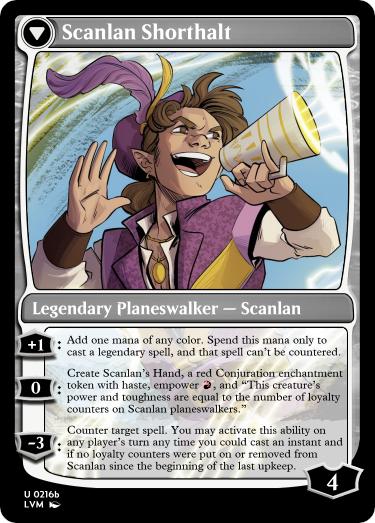 Scanlan Shorthalt
Legendary Planeswalker — Scanlan
+1: Add one mana of any color. Spend this mana only to
cast a legendary spell, and that spell can't be countered.
0: Create Scanlan's Hand, a red Conjuration enchantment
token with haste, empower, and "This creature's
power and toughness are equal to the number of loyalty
counters on Scanlan planeswalkers."
-3: Counter target spell. You may activate this ability on
any player's turn any time you could cast an instant and
if no loyalty counters were put on or removed from
Scanlan since the beginning of the last upkeep.
4
U 0216b
LVM